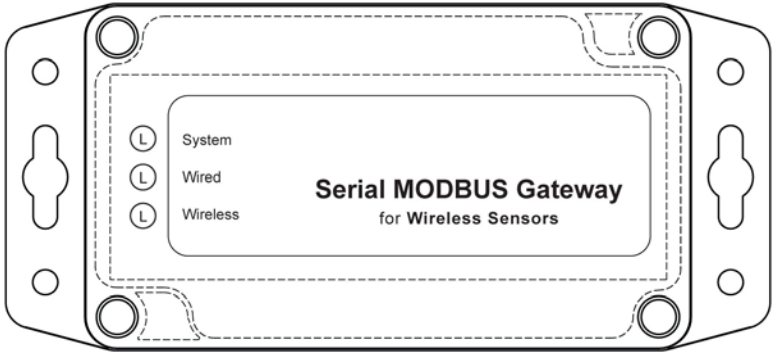 L System
L Wired
L Wireless
Serial MODBUS Gateway
for Wireless Sensors